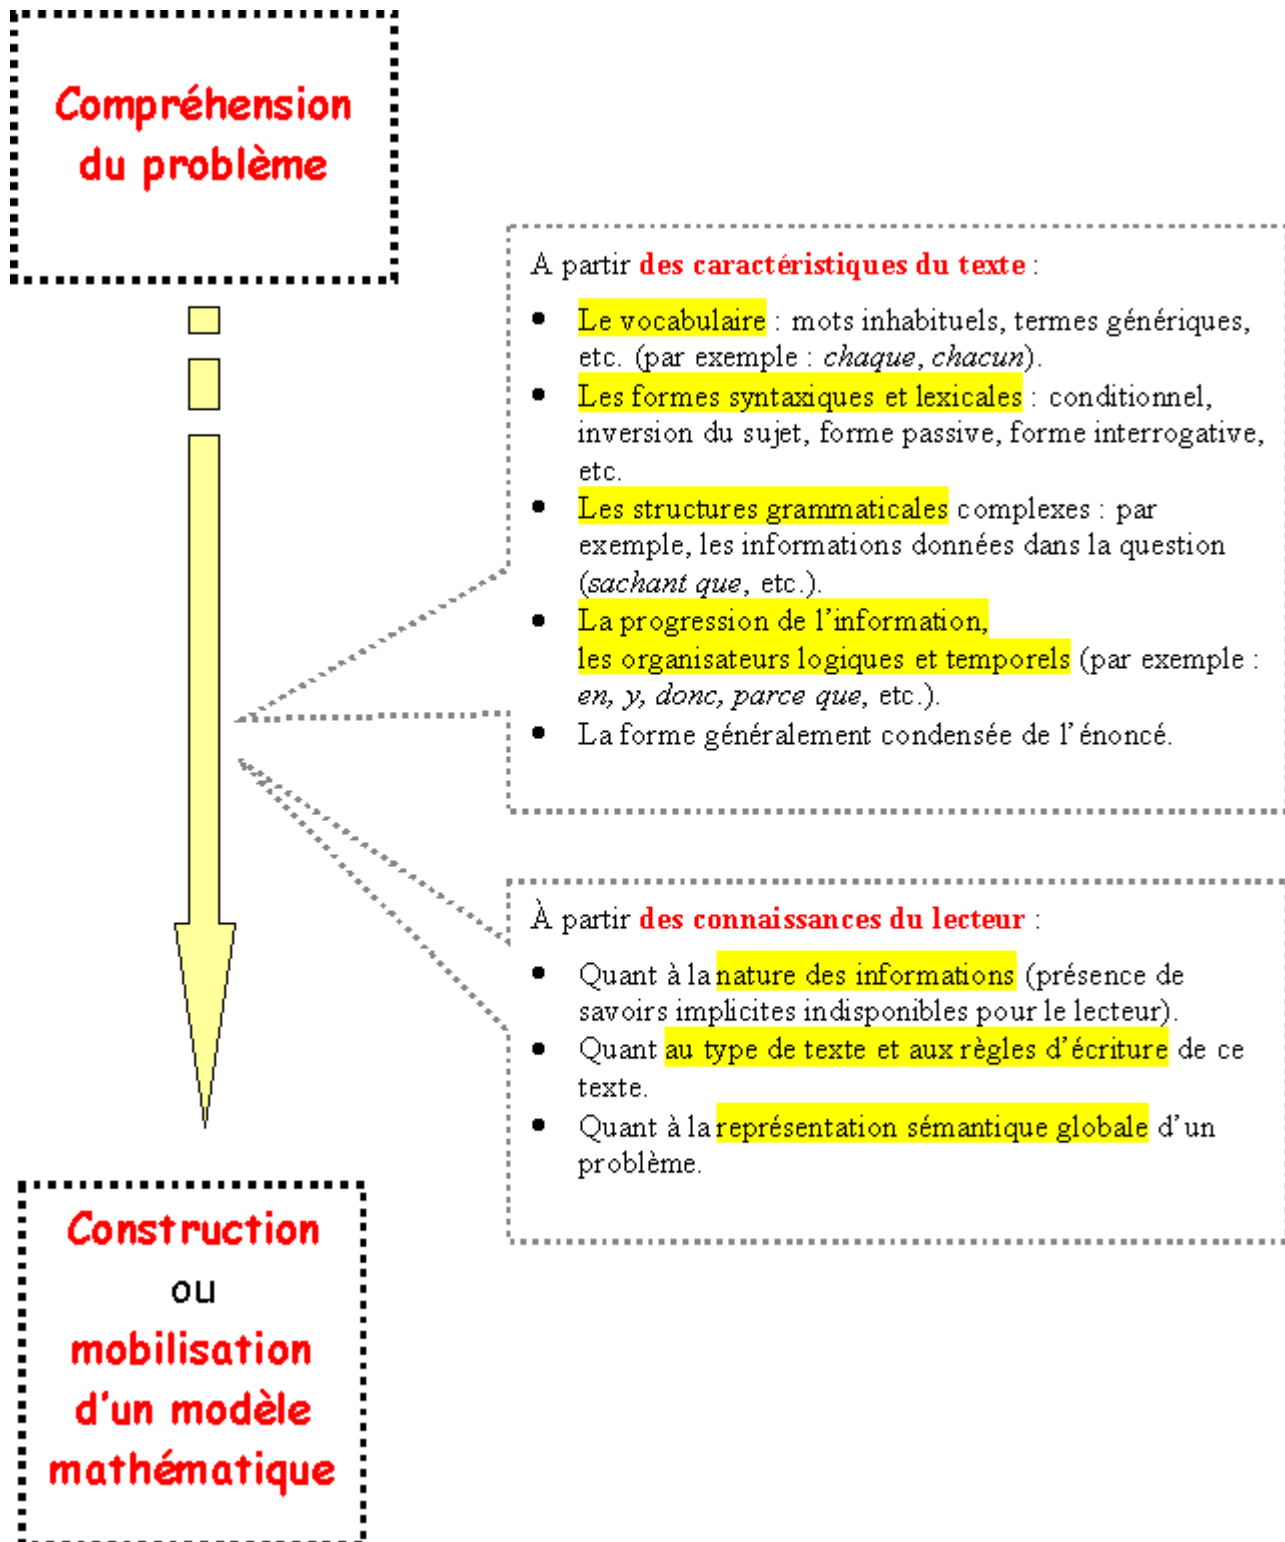 Compréhension
du problème
A partir des caractéristiques du texte :
• Le vocabulaire : mots inhabituels, termes génériques,
etc. (par exemple : chaque, chacun).
• Les formes syntaxiques et lexicales : conditionnel,
inversion du sujet, forme passive, forme interrogative,
etc.
• Les structures grammaticales complexes : par
exemple, les informations données dans la question
(sachant que, etc.).
• La progression de l'information,
les organisateurs logiques et temporels (par exemple :
en, y, donc, parce que, etc.).
• La forme généralement condensée de l'énoncé.
À partir des connaissances du lecteur :
• Quant à la nature des informations (présence de
savoirs implicites indisponibles pour le lecteur).
• Quant au type de texte et aux règles d'écriture de ce
texte.
• Quant à la représentation sémantique globale d'un
problème.
Construction
ou
mobilisation
d'un modèle
mathématique